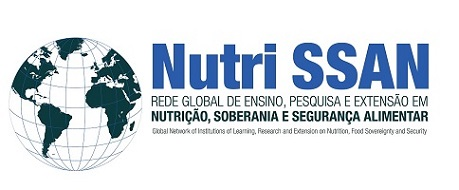 Nutri SSAN
REDE GLOBAL DE ENSINO, PESQUISA E EXTENSÃO EM
NUTRIÇÃO, SOBERANIA E SEGURANÇA ALIMENTAR
Global Network of Institutions of Learning, Research and Extension on Nutrition, Food Sovereignty and Security